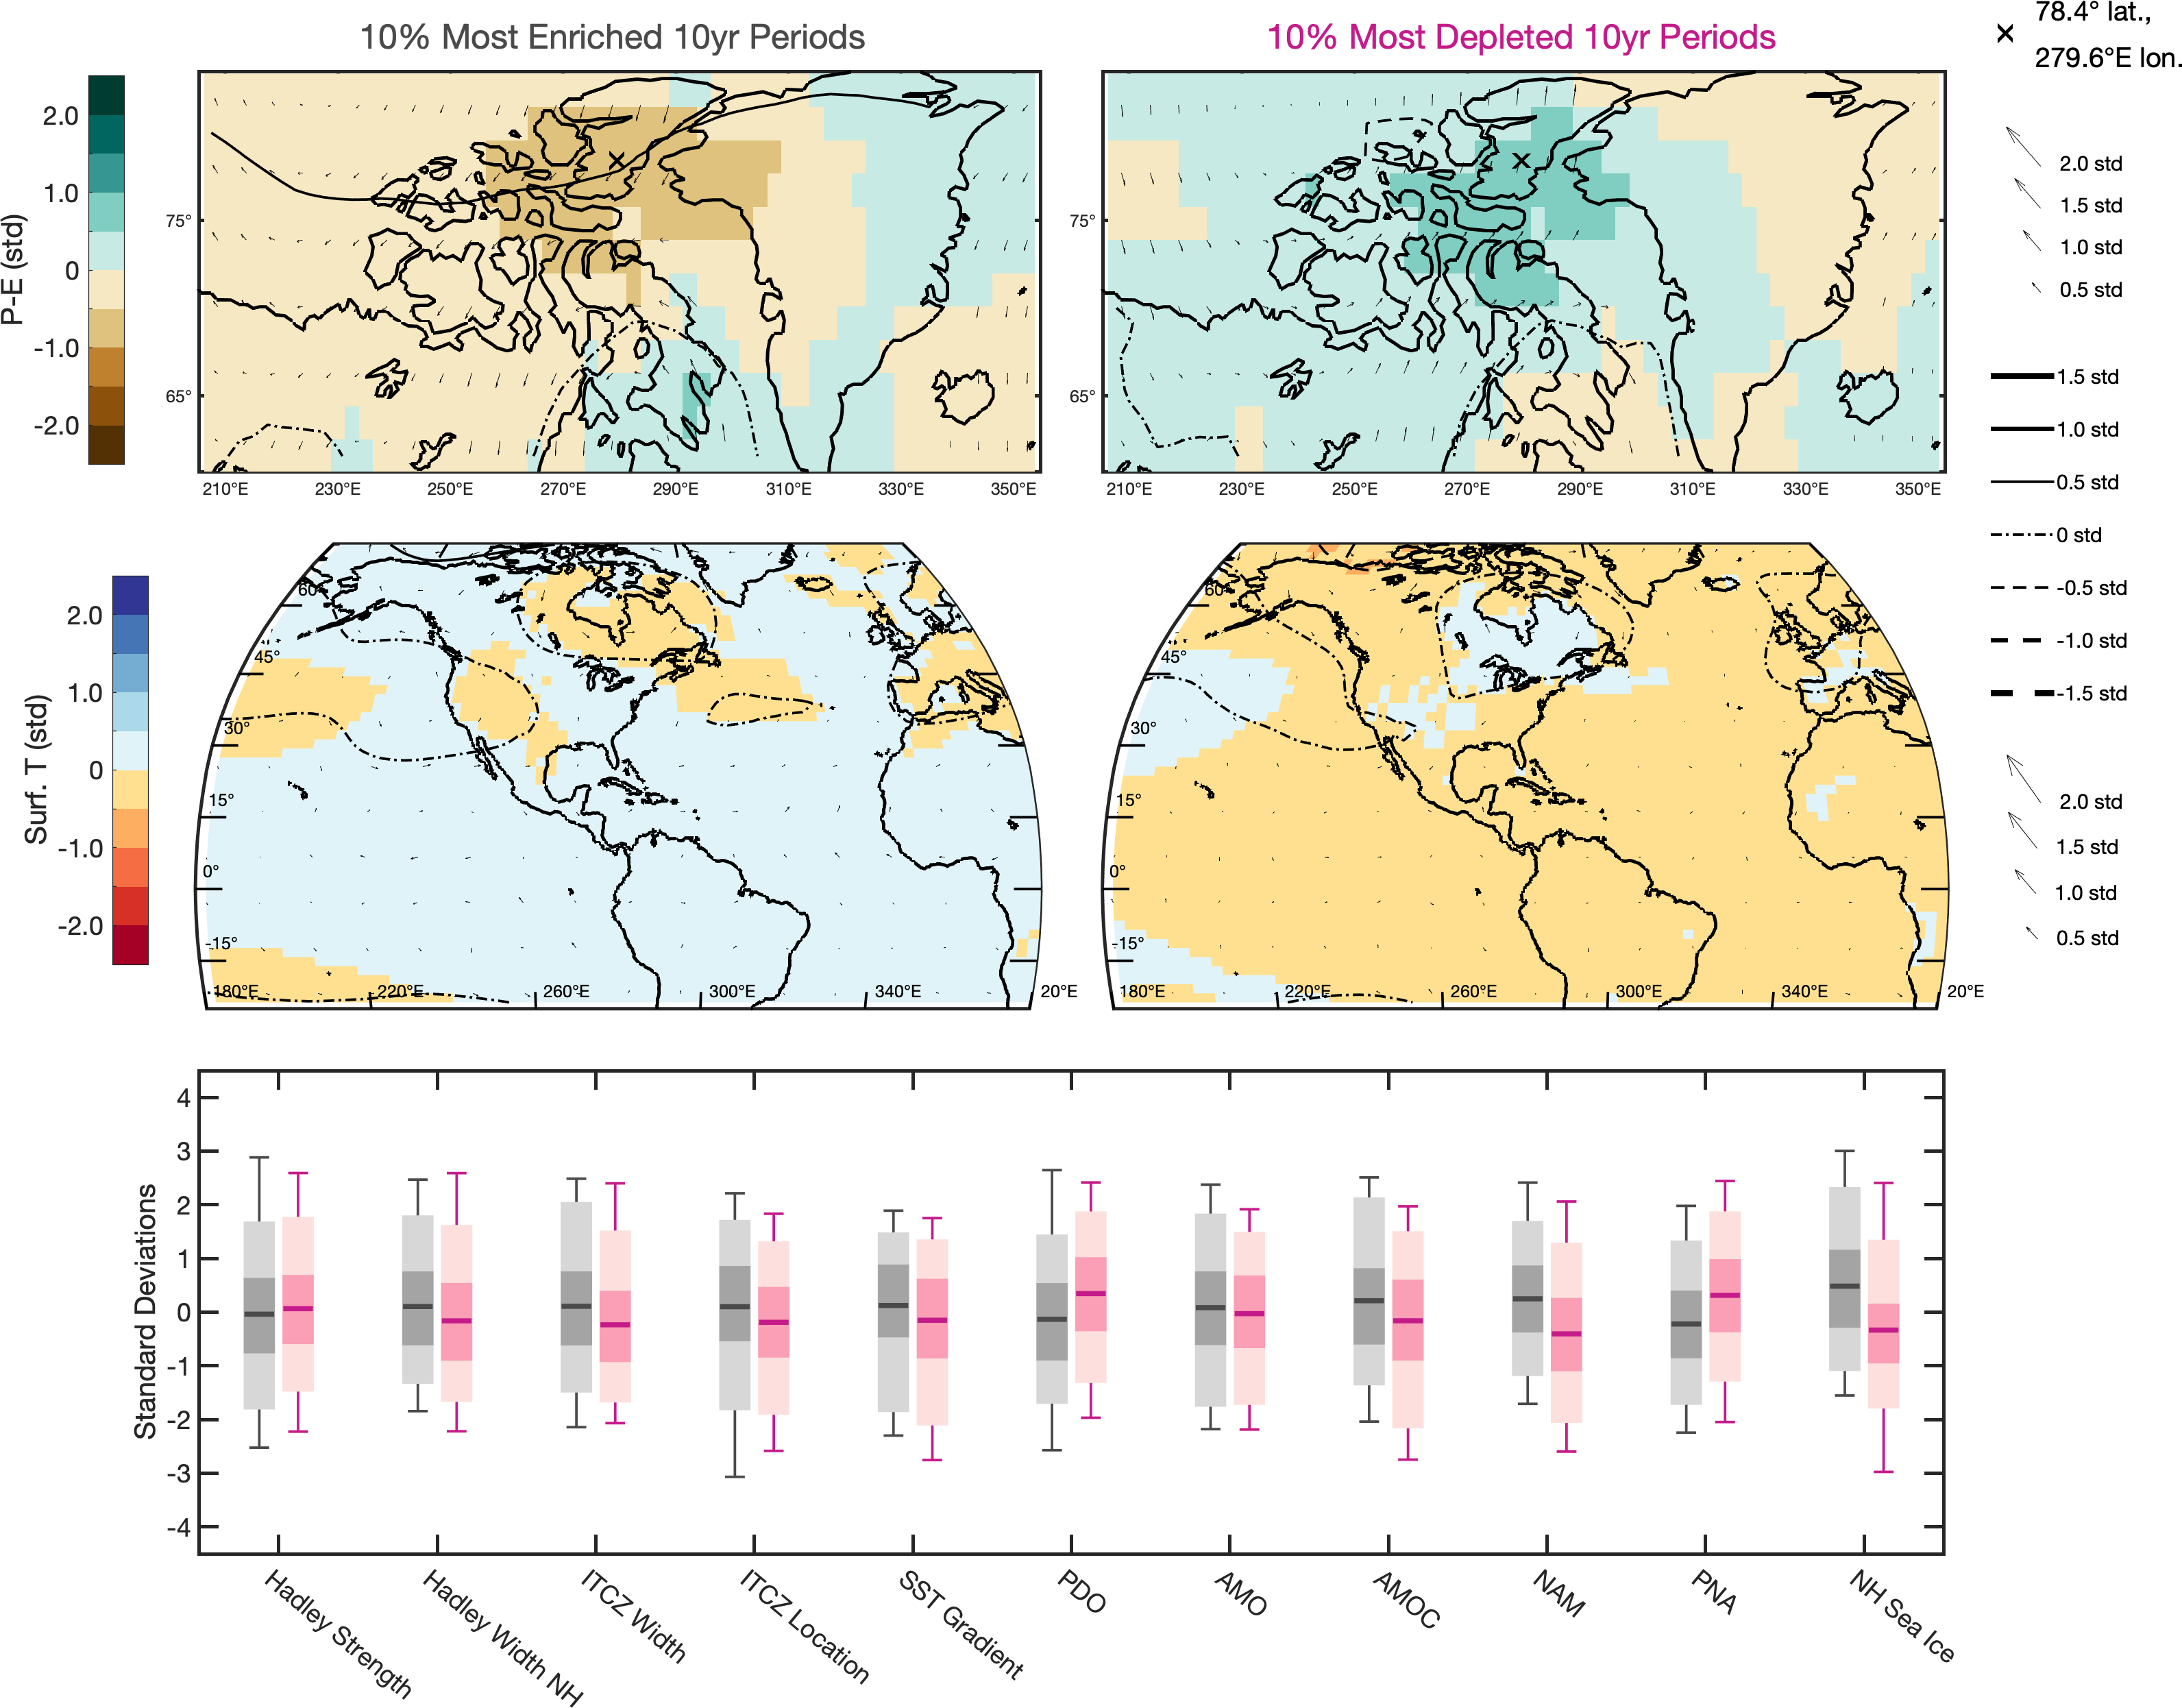 10% Most Enriched 10yr Periods
10% Most Depleted 10yr Periods
78.4° lat.,
279.6°E lon.
P-E (std)
2.0
1.0
0
-1.0
-2.0
75°
65°
210°E 230°E 250°E 270°E 290°E 310°E 330°E 350°E
75°
65°
210°E 230°E 250°E 270°E 290°E 310°E 330°E 350°E
2.0 std
1.5 std
1.0 std
0.5 std
1.5 std
1.0 std
0.5 std
0 std
-0.5 std
-1.0 std
-1.5 std
Surf. T (std)
2.0
1.0
0
-1.0
-2.0
60°
45°
30°
15°
0°
-15°
180°E 220°E 260°E 300°E 340°E 20°E
60°
45°
30°
15°
0°
-15°
180°E 220°E 260°E 300°E 340°E 20°E
2.0 std
1.5 std
1.0 std
0.5 std
Standard Deviations
4
3
2
1
0
-1
-2
-3
-4
Hadley Strength
Hadley Width NH
ITCZ Width
ITCZ Location
SST Gradient
PDO
AMO
AMOC
NAM
PNA
NH Sea Ice